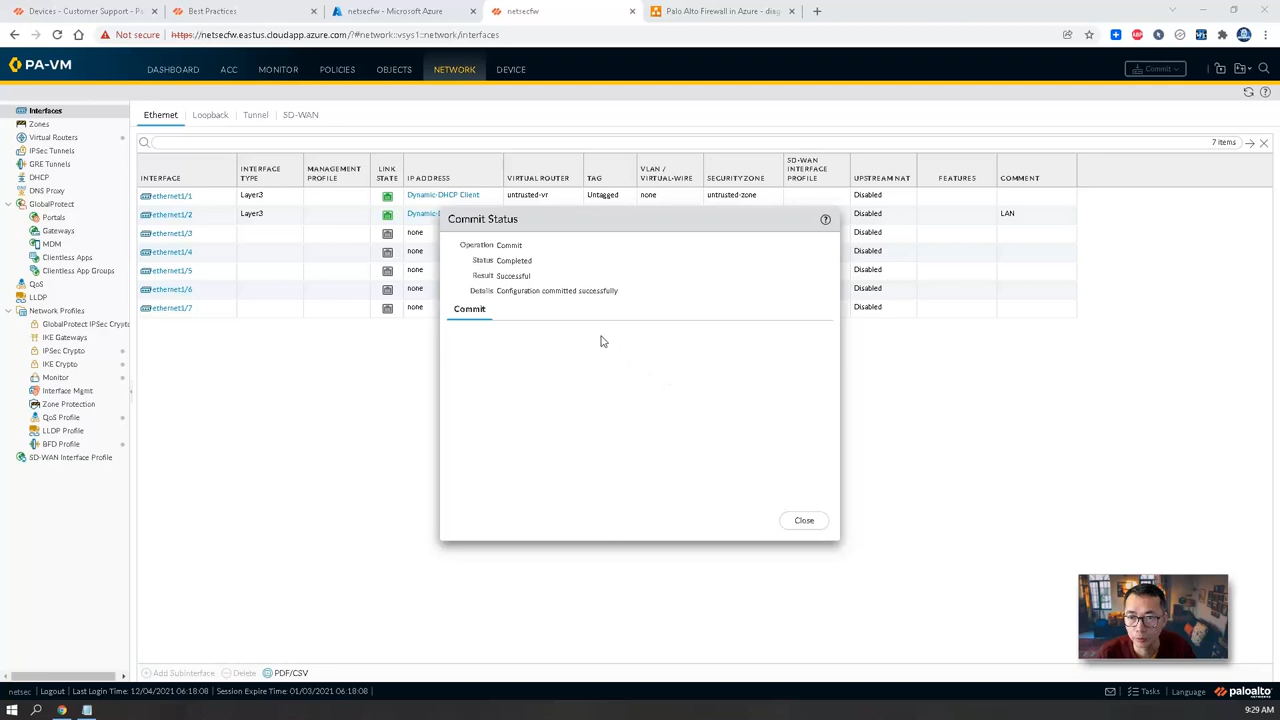 Devices - Customer Support - Pa
Best Practices
netsecfw - Microsoft Azure
netsecfw
Palo Alto Firewall in Azure - diag
Not secure
https://netsecfw.eastus.cloudapp.azure.com/?#network::vsys1::network/interfaces
PA-VM
DASHBOARD
ACC
MONITOR
POLICIES
OBJECTS
NETWORK
DEVICE
Commit
Interfaces
Zones
Virtual Routers
IPSec Tunnels
GRE Tunnels
DHCP
DNS Proxy
GlobalProtect
Portals
Gateways
MDM
Clientless Apps
Clientless App Groups
QoS
LLDP
Network Profiles
GlobalProtect IPSec Crypto
IKE Gateways
IPSec Crypto
IKE Crypto
Monitor
Interface Mgmt
Zone Protection
QoS Profile
LLDP Profile
BFD Profile
SD-WAN Interface Profile
Ethernet
Loopback
Tunnel
SD-WAN
7 items
INTERFACE
INTERFACE TYPE
MANAGEMENT PROFILE
LINK STATE
IP ADDRESS
VIRTUAL ROUTER
TAG
VLAN / VIRTUAL-WIRE
SECURITY ZONE
SD-WAN INTERFACE PROFILE
UPSTREAM NAT
FEATURES
COMMENT
ethernet1/1 Layer3 Dynamic-DHCP Client untrusted-vr Untagged none untrusted-zone Disabled
ethernet1/2 Layer3 Dynamic-D Disabled LAN
ethernet1/3 none Disabled
ethernet1/4 none Disabled
ethernet1/5 none Disabled
ethernet1/6 none Disabled
ethernet1/7 none Disabled
Commit Status
Operation Commit
Status Completed
Result Successful
Details Configuration committed successfully
Commit
Close
Add Subinterface
Delete
PDF/CSV
netsec
Logout
Last Login Time: 12/04/2021 06:18:08
Session Expire Time: 01/03/2021 06:18:08
Tasks
Language
paloalto
NETWORKS
9:29 AM